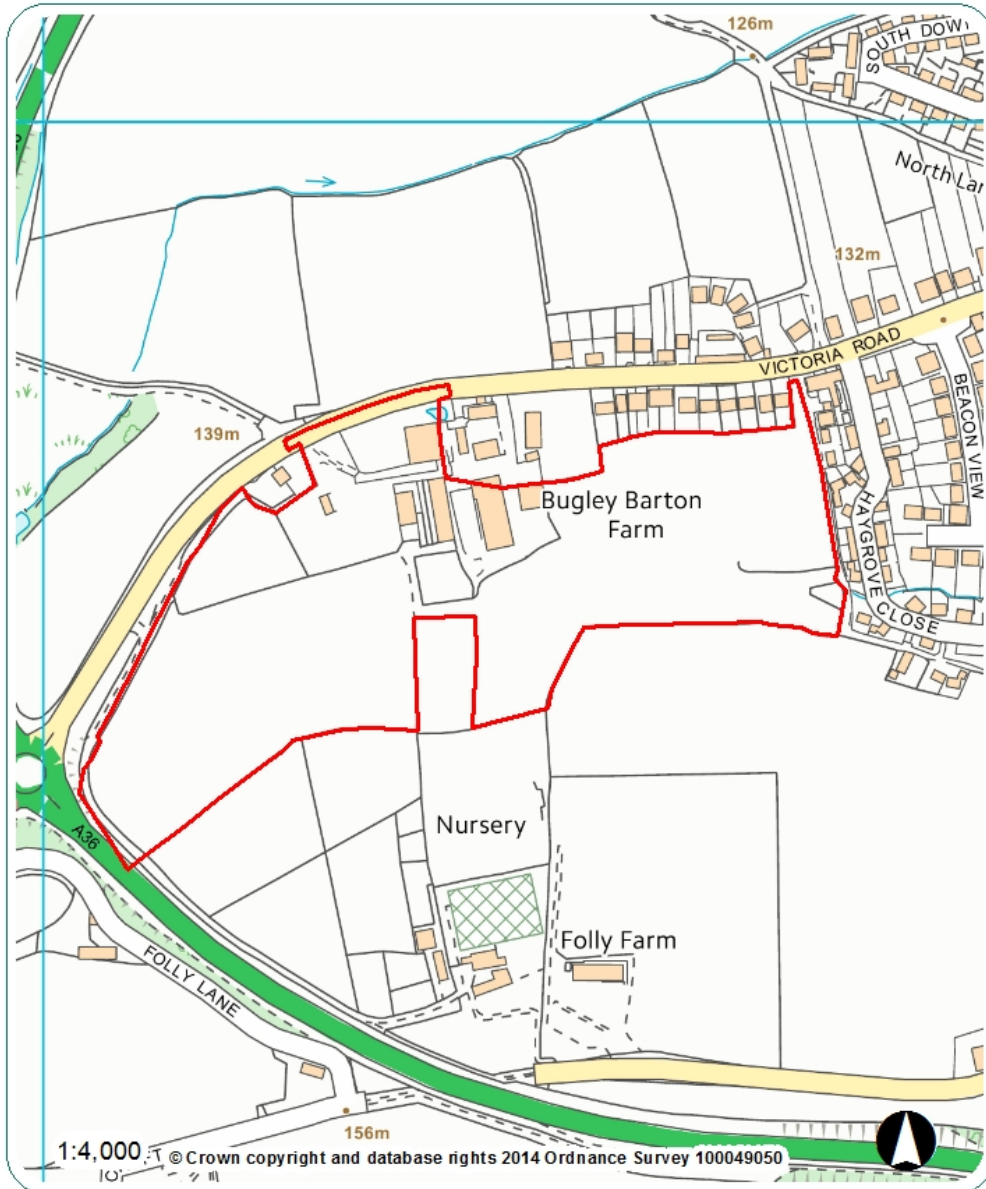 126m
SOUTH DOW
North Lan
132m
VICTORIA ROAD
BEACON VIEW
139m
Bugley Barton
Farm
HAYGROVE CLOSE
A36
Nursery
Folly Farm
FOLLY LANE
156m
1:4,000
© Crown copyright and database rights 2014 Ordnance Survey 100049050